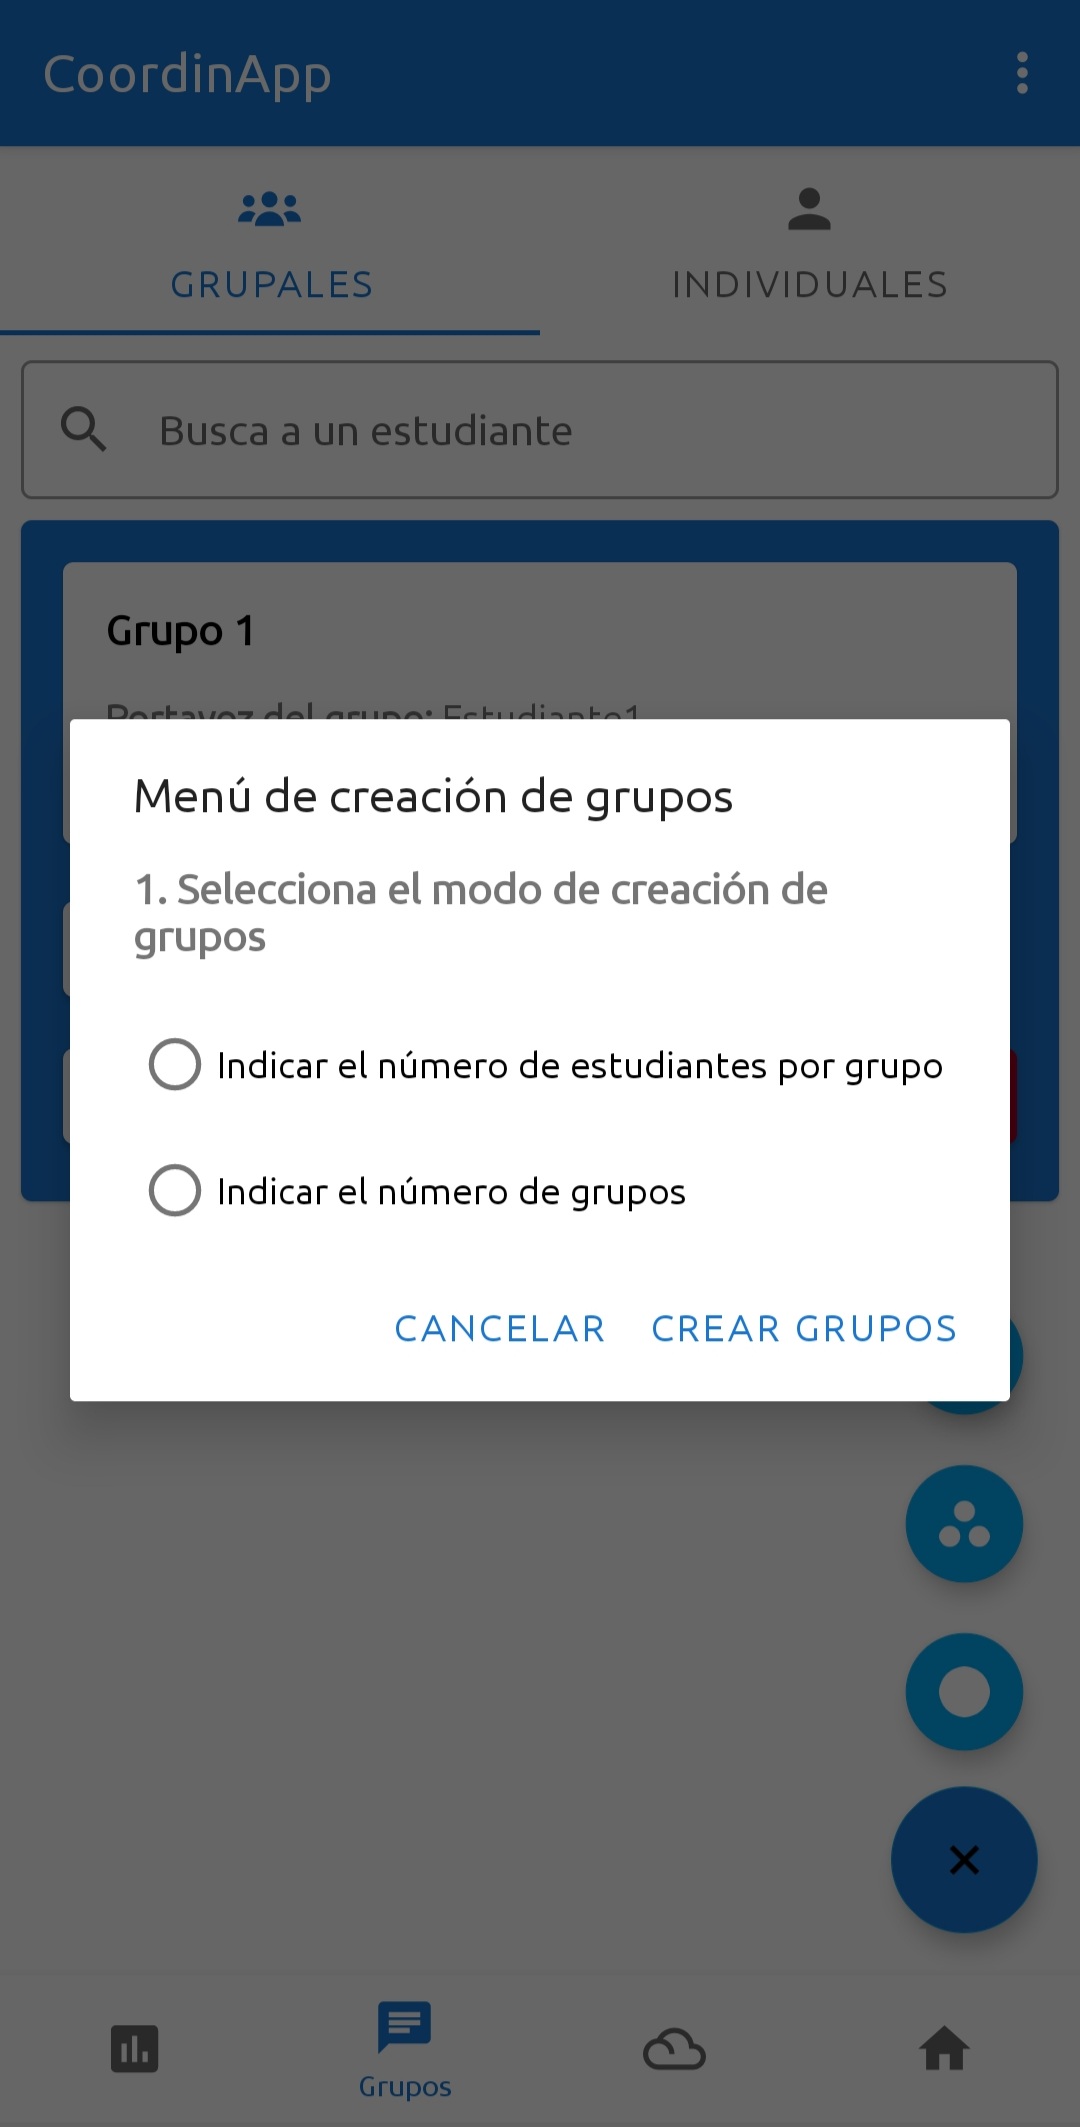 CoordinApp
GRUPALES
INDIVIDUALES
Busca a un estudiante
Grupo 1
Portavoz del grupo: Estudiante1
Menú de creación de grupos
1. Selecciona el modo de creación de
grupos
Indicar el número de estudiantes por grupo
Indicar el número de grupos
CANCELAR
CREAR GRUPOS
Grupos